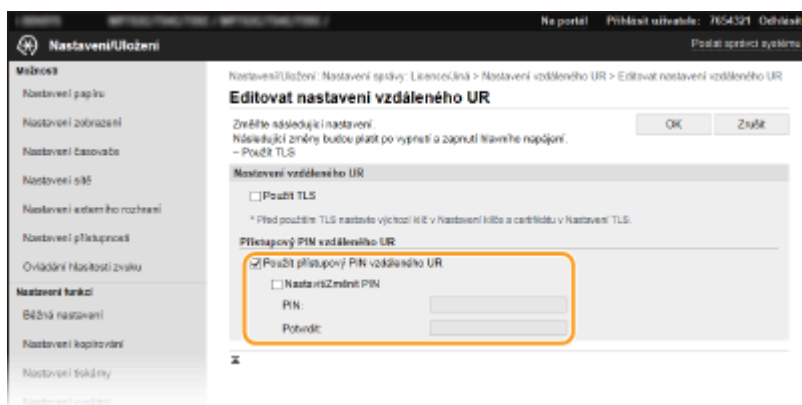 Na portál Přihlásit uživatele: 7654321 Odhlásit
Nastavení/Uložení
Poslat správci systému
Možnosti
Nastavení papíru
Nastavení zobrazení
Nastavení časovače
Nastavení sítě
Nastavení externího rozhraní
Nastavení přístupnosti
Ovládání hlasitosti zvuku
Nastavení funkcí
Běžná nastavení
Nastavení kopírování
Nastavení tiskárny
Nastavení/Uložení: Nastavení správy: Licence/Jiná > Nastavení vzdáleného UR > Editovat nastavení vzdáleného UR
Editovat nastavení vzdáleného UR
Změňte následující nastavení.
Následující změny budou platit po vypnutí a zapnutí hlavního napájení.
– Použít TLS
OK
Zrušit
Nastavení vzdáleného UR
Použít TLS
* Před použitím TLS nastavte výchozí klíč v Nastavení klíče a certifikátu v Nastavení TLS.
Přístupový PIN vzdáleného UR
Použít přístupový PIN vzdáleného UR
Nastavit/Změnit PIN
PIN:
Potvrdit: